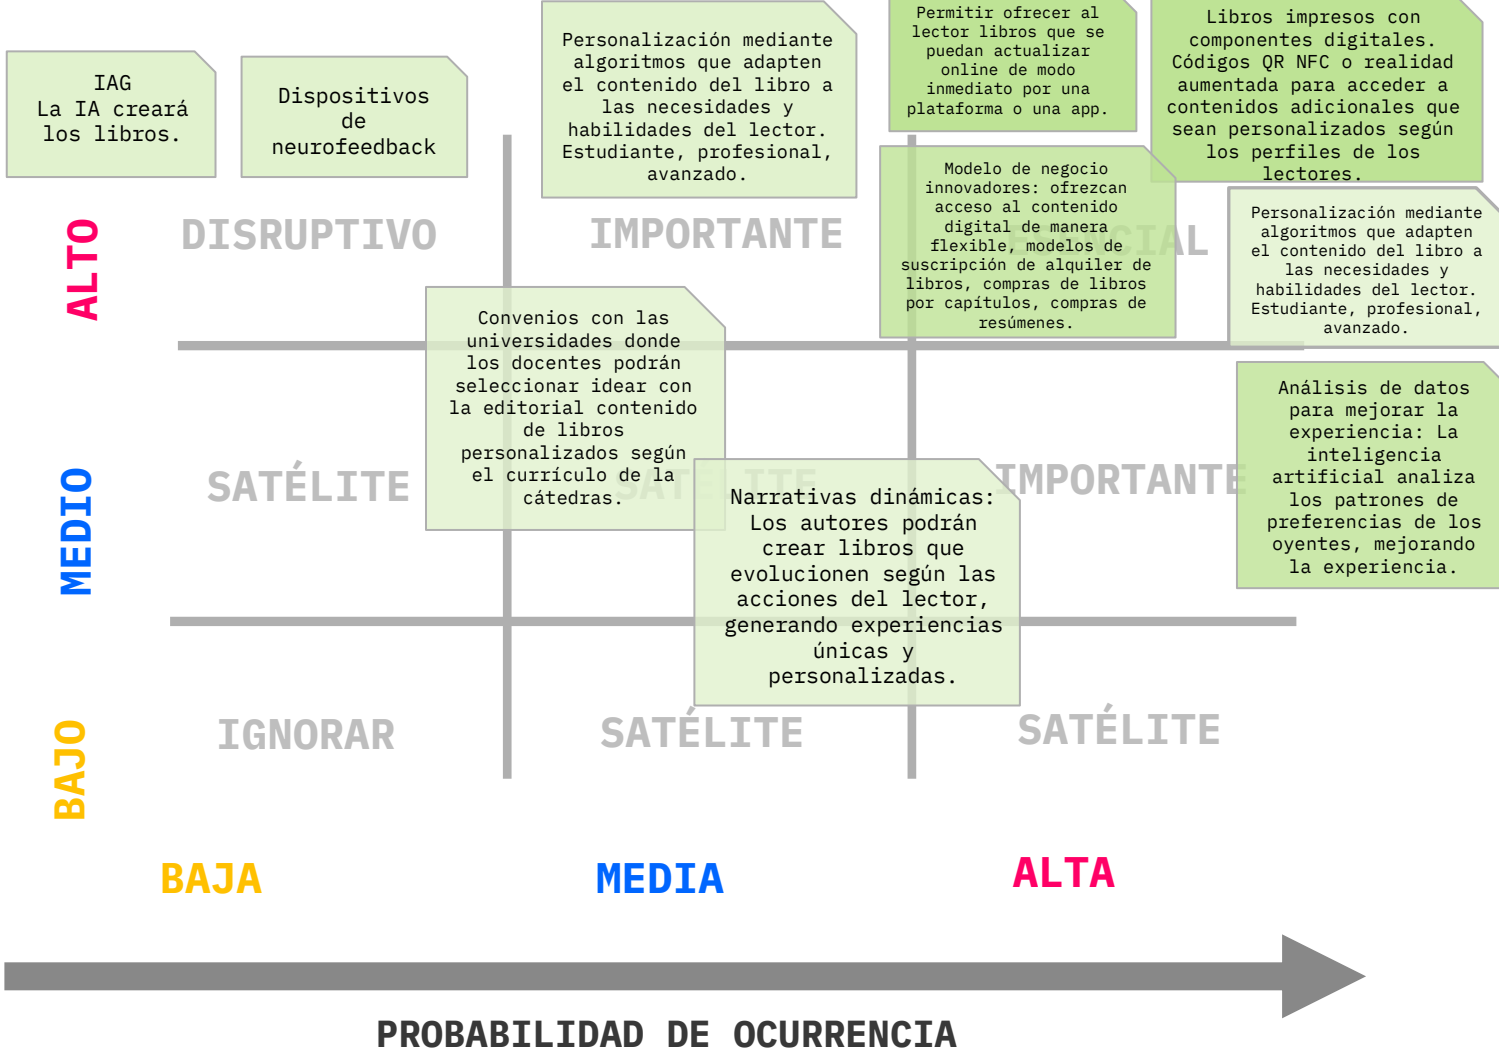 IAG
La IA creará
los libros.
Dispositivos
de
neurofeedback
Personalización mediante
algoritmos que adapten
el contenido del libro a
las necesidades y
habilidades del lector.
Estudiante, profesional,
avanzado.
Permitir ofrecer al
lector libros que se
puedan actualizar
online de modo
inmediato por una
plataforma o una app.
Libros impresos con
componentes digitales.
Códigos QR NFC o realidad
aumentada para acceder a
contenidos adicionales que
sean personalizados según
los perfiles de los
lectores.
ALTO
DISRUPTIVO
IMPORTANTE
ESENCIAL
Modelo de negocio
innovadores: ofrezcan
acceso al contenido
digital de manera
flexible, modelos de
suscripción de alquiler de
libros, compras de libros
por capítulos, compras de
resúmenes.
Personalización mediante
algoritmos que adapten
el contenido del libro a
las necesidades y
habilidades del lector.
Estudiante, profesional,
avanzado.
Convenios con las
universidades donde
los docentes podrán
seleccionar idear con
la editorial contenido
de libros
personalizados según
el currículo de la
cátedras.
MEDIO
SATÉLITE
SATÉLITE
IMPORTANTE
Análisis de datos
para mejorar la
experiencia: La
inteligencia
artificial analiza
los patrones de
preferencias de los
oyentes, mejorando
la experiencia.
Narrativas dinámicas:
Los autores podrán
crear libros que
evolucionen según las
acciones del lector,
generando experiencias
únicas y
personalizadas.
BAJO
IGNORAR
SATÉLITE
SATÉLITE
BAJA
MEDIA
ALTA
PROBABILIDAD DE OCURRENCIA